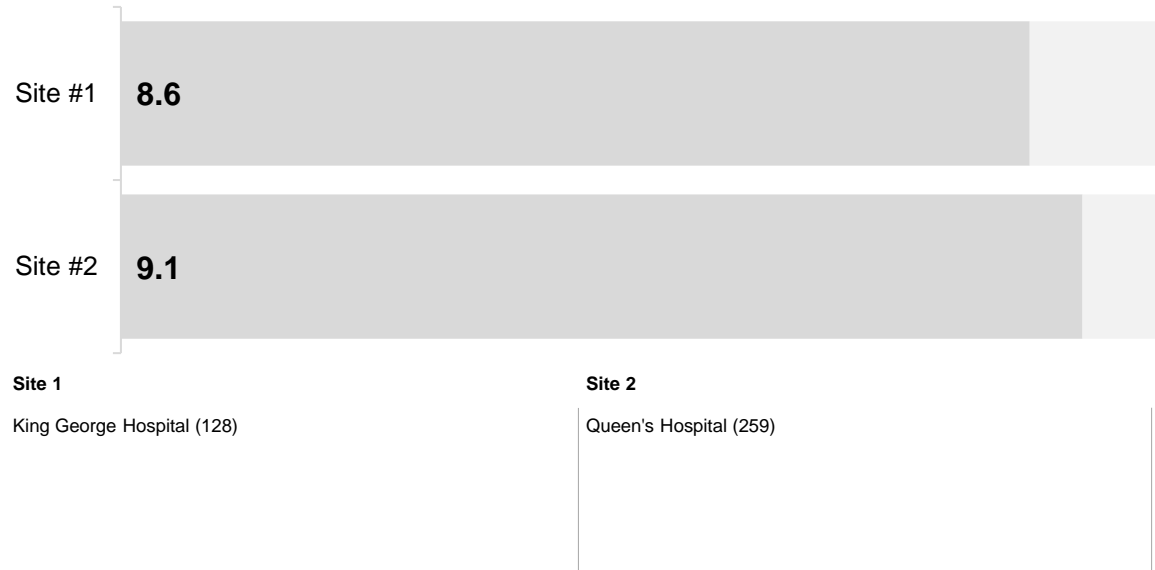 Site #1
8.6
Site #2
9.1
Site 1
Site 2
King George Hospital (128)
Queen's Hospital (259)